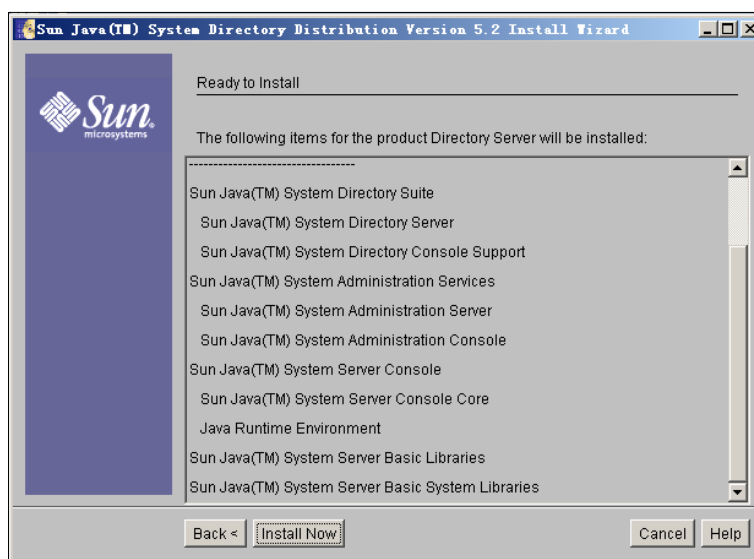 Sun Java(TM) System Directory Distribution Version 5.2 Install Wizard
Sun
microsystems
Ready to Install
The following items for the product Directory Server will be installed:
----------------------------------
Sun Java(TM) System Directory Suite
Sun Java(TM) System Directory Server
Sun Java(TM) System Directory Console Support
Sun Java(TM) System Administration Services
Sun Java(TM) System Administration Server
Sun Java(TM) System Administration Console
Sun Java(TM) System Server Console
Sun Java(TM) System Server Console Core
Java Runtime Environment
Sun Java(TM) System Server Basic Libraries
Sun Java(TM) System Server Basic System Libraries
Back < Install Now Cancel Help